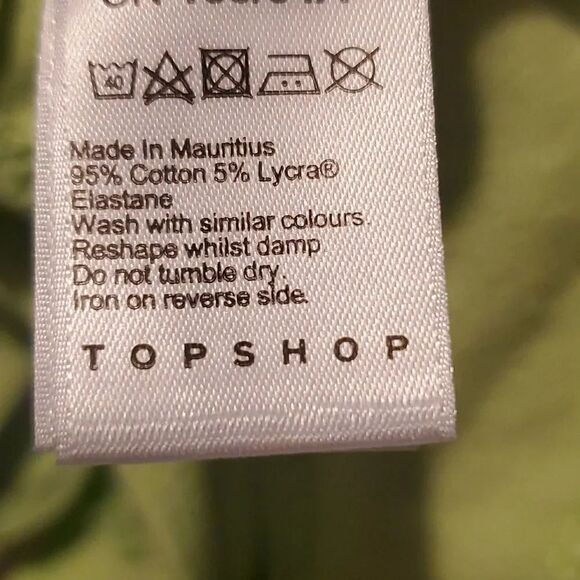 40
Made In Mauritius
95% Cotton 5% Lycra®
Elastane
Wash with similar colours.
Reshape whilst damp
Do not tumble dry.
Iron on reverse side.
TOPSHOP